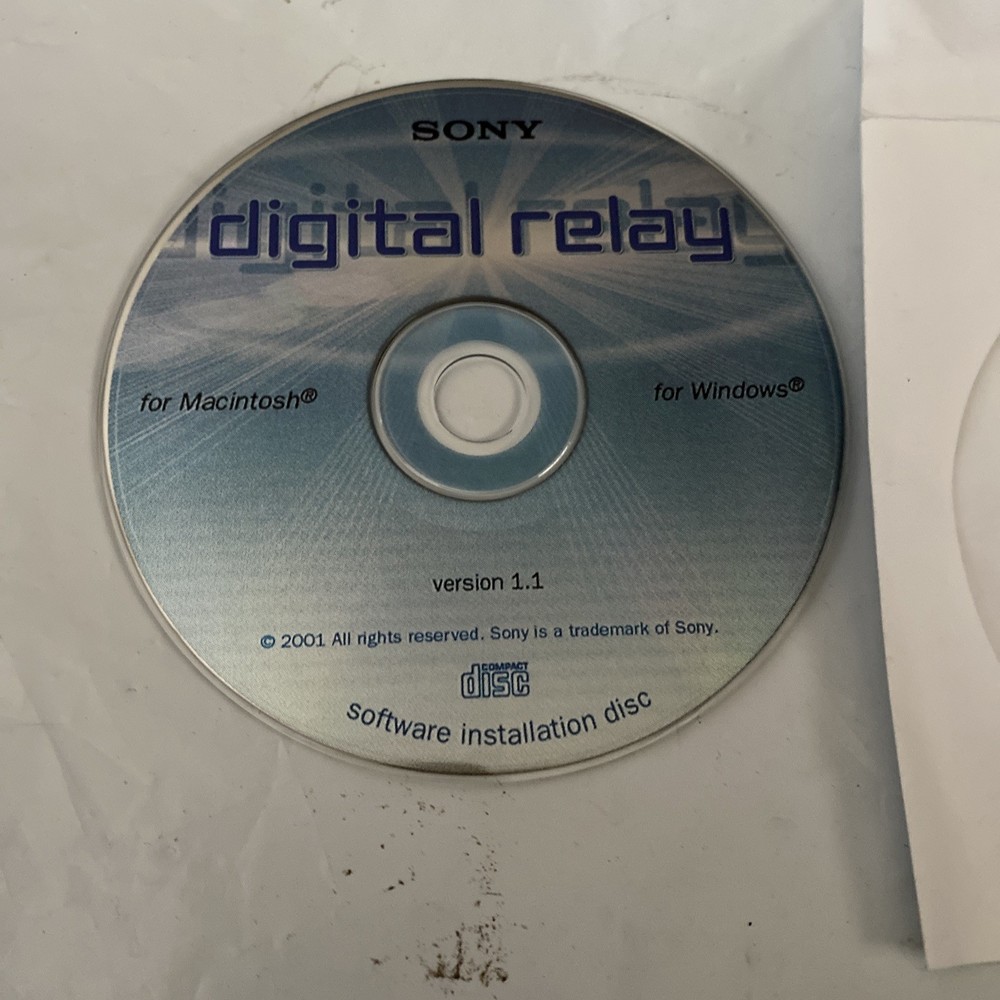 SONY
digital relay
for Macintosh®
for Windows®
version 1.1
© 2001 All rights reserved. Sony is a trademark of Sony.
COMPACT
disc
software installation disc